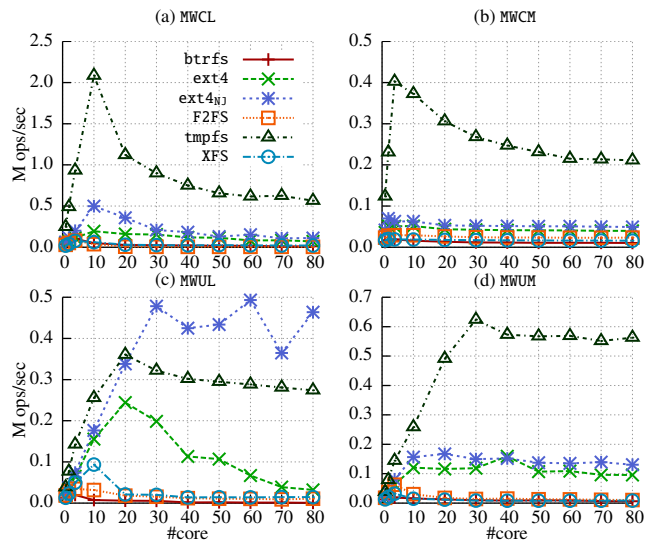 (a) MWCL
(b) MWCM
M ops/sec
2.5
2.0
1.5
1.0
0.5
0.0
0 10 20 30 40 50 60 70 80
btrfs
ext4
ext4NJ
F2FS
tmpfs
XFS
0.5
0.4
0.3
0.2
0.1
0.0
0 10 20 30 40 50 60 70 80
(c) MWUL
(d) MWUM
M ops/sec
0.5
0.4
0.3
0.2
0.1
0.0
0 10 20 30 40 50 60 70 80
#core
0.7
0.6
0.5
0.4
0.3
0.2
0.1
0.0
0 10 20 30 40 50 60 70 80
#core